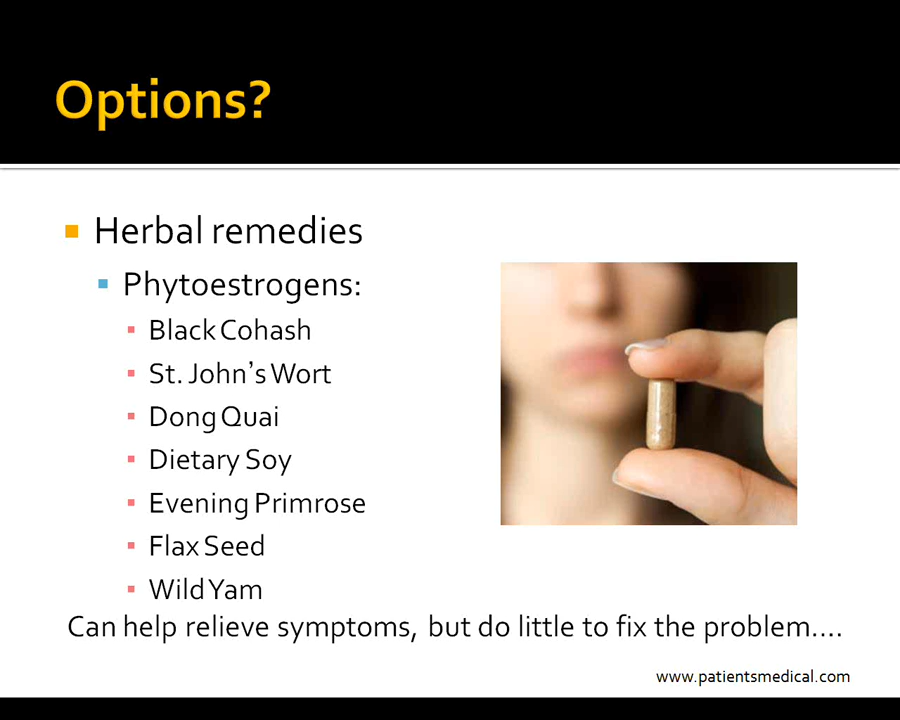 Options?
Herbal remedies
Phytoestrogens:
Black Cohash
St. John’s Wort
Dong Quai
Dietary Soy
Evening Primrose
Flax Seed
Wild Yam
Can help relieve symptoms, but do little to fix the problem....
www.patientsmedical.com